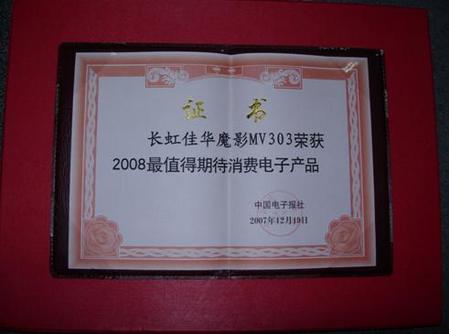 证 书
长虹佳华魔影MV303荣获
2008最值得期待消费电子产品
中国电子报社
2007年12月19日